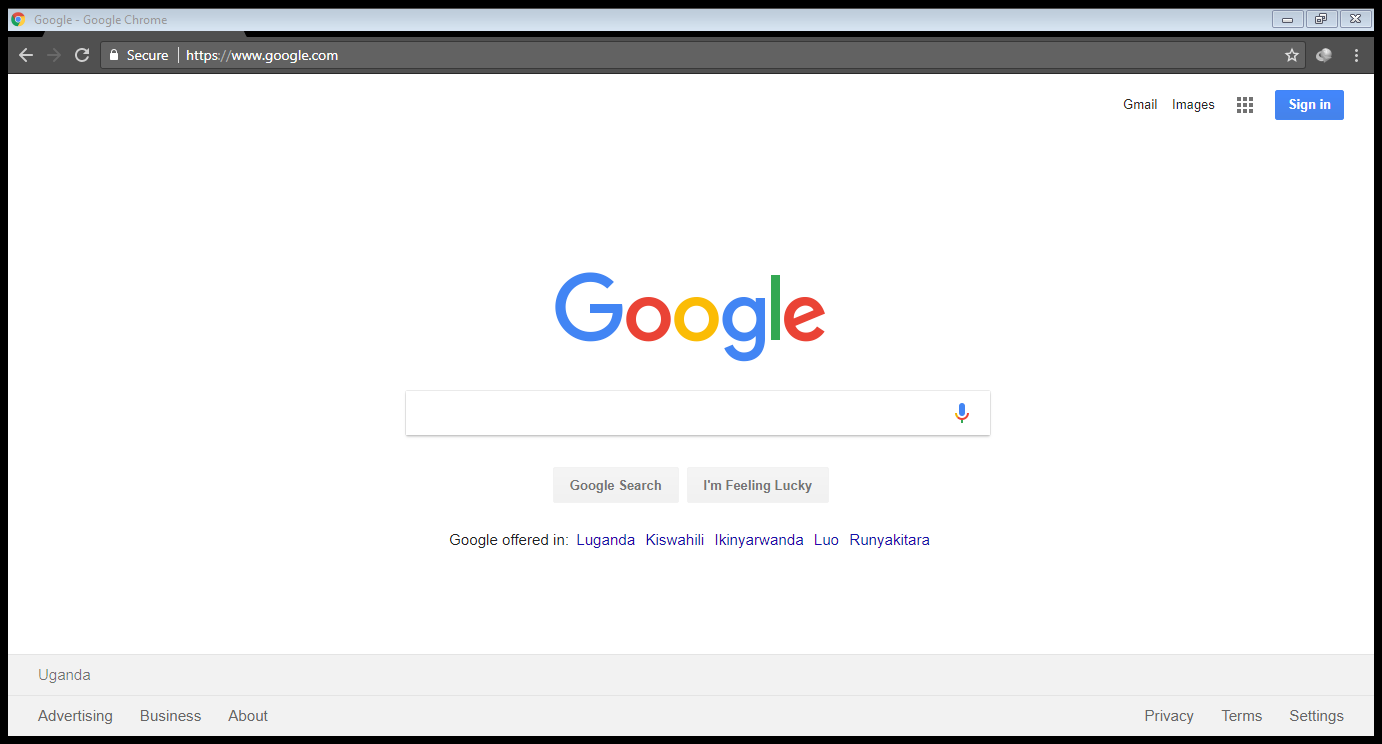 Google - Google Chrome
Secure https://www.google.com
Gmail Images Sign in
Google
Google Search I'm Feeling Lucky
Google offered in: Luganda Kiswahili Ikinyarwanda Luo Runyakitara
Uganda
Advertising Business About Privacy Terms Settings